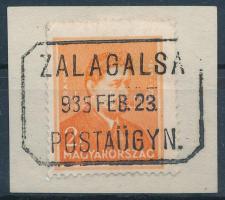 ZALAGALSA
935 FEB. 23.
POSTAÜGYN.
MAGYARORSZÁG